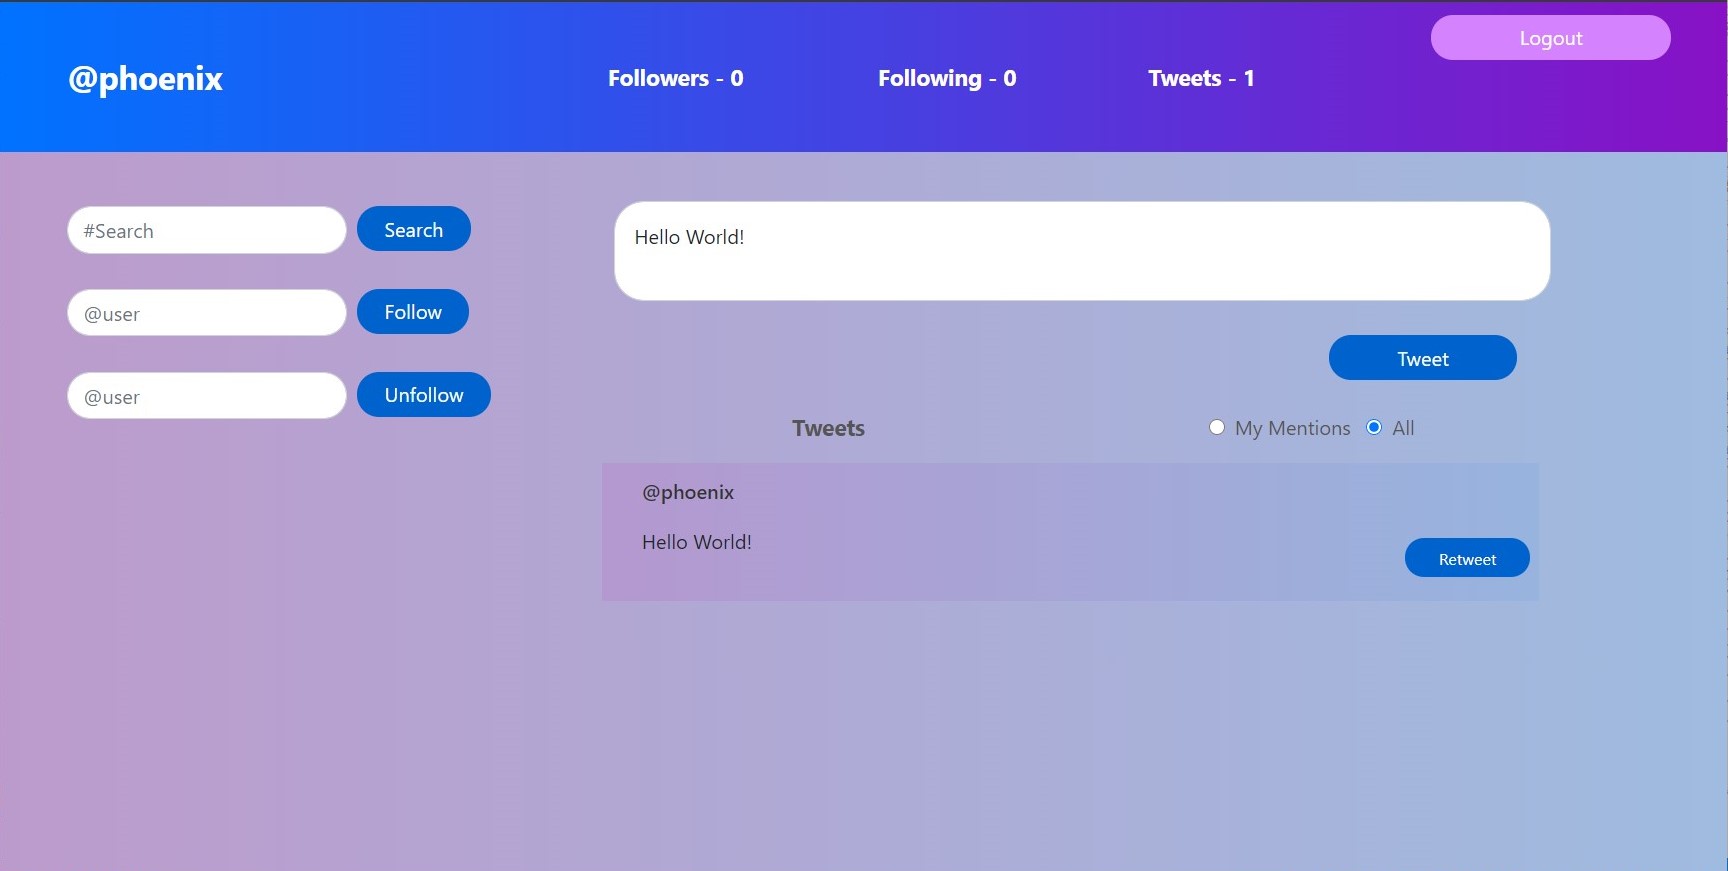 Logout
@phoenix
Followers - 0
Following - 0
Tweets - 1
#Search
Search
@user
Follow
@user
Unfollow
Hello World!
Tweet
Tweets
My Mentions
All
@phoenix
Hello World!
Retweet